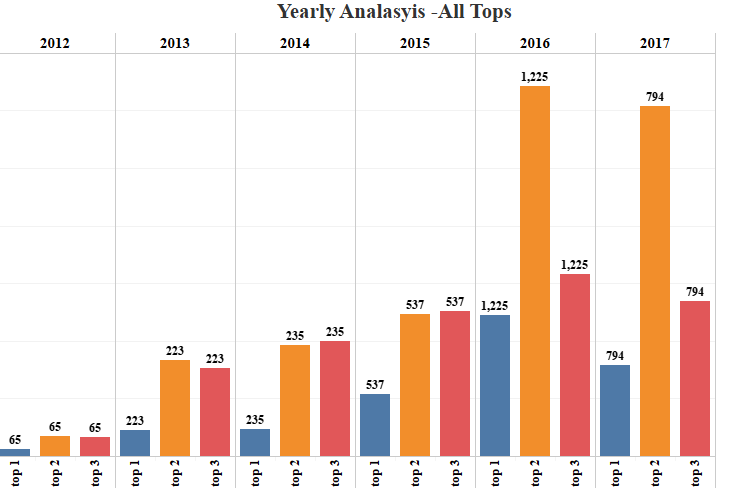 Yearly Analasyis -All Tops
2012 2013 2014 2015 2016 2017
65 65 65 223 223 223 235 235 235 537 537 537 1,225 1,225 1,225 794 794 794
top 1 top 2 top 3 top 1 top 2 top 3 top 1 top 2 top 3 top 1 top 2 top 3 top 1 top 2 top 3 top 1 top 2 top 3